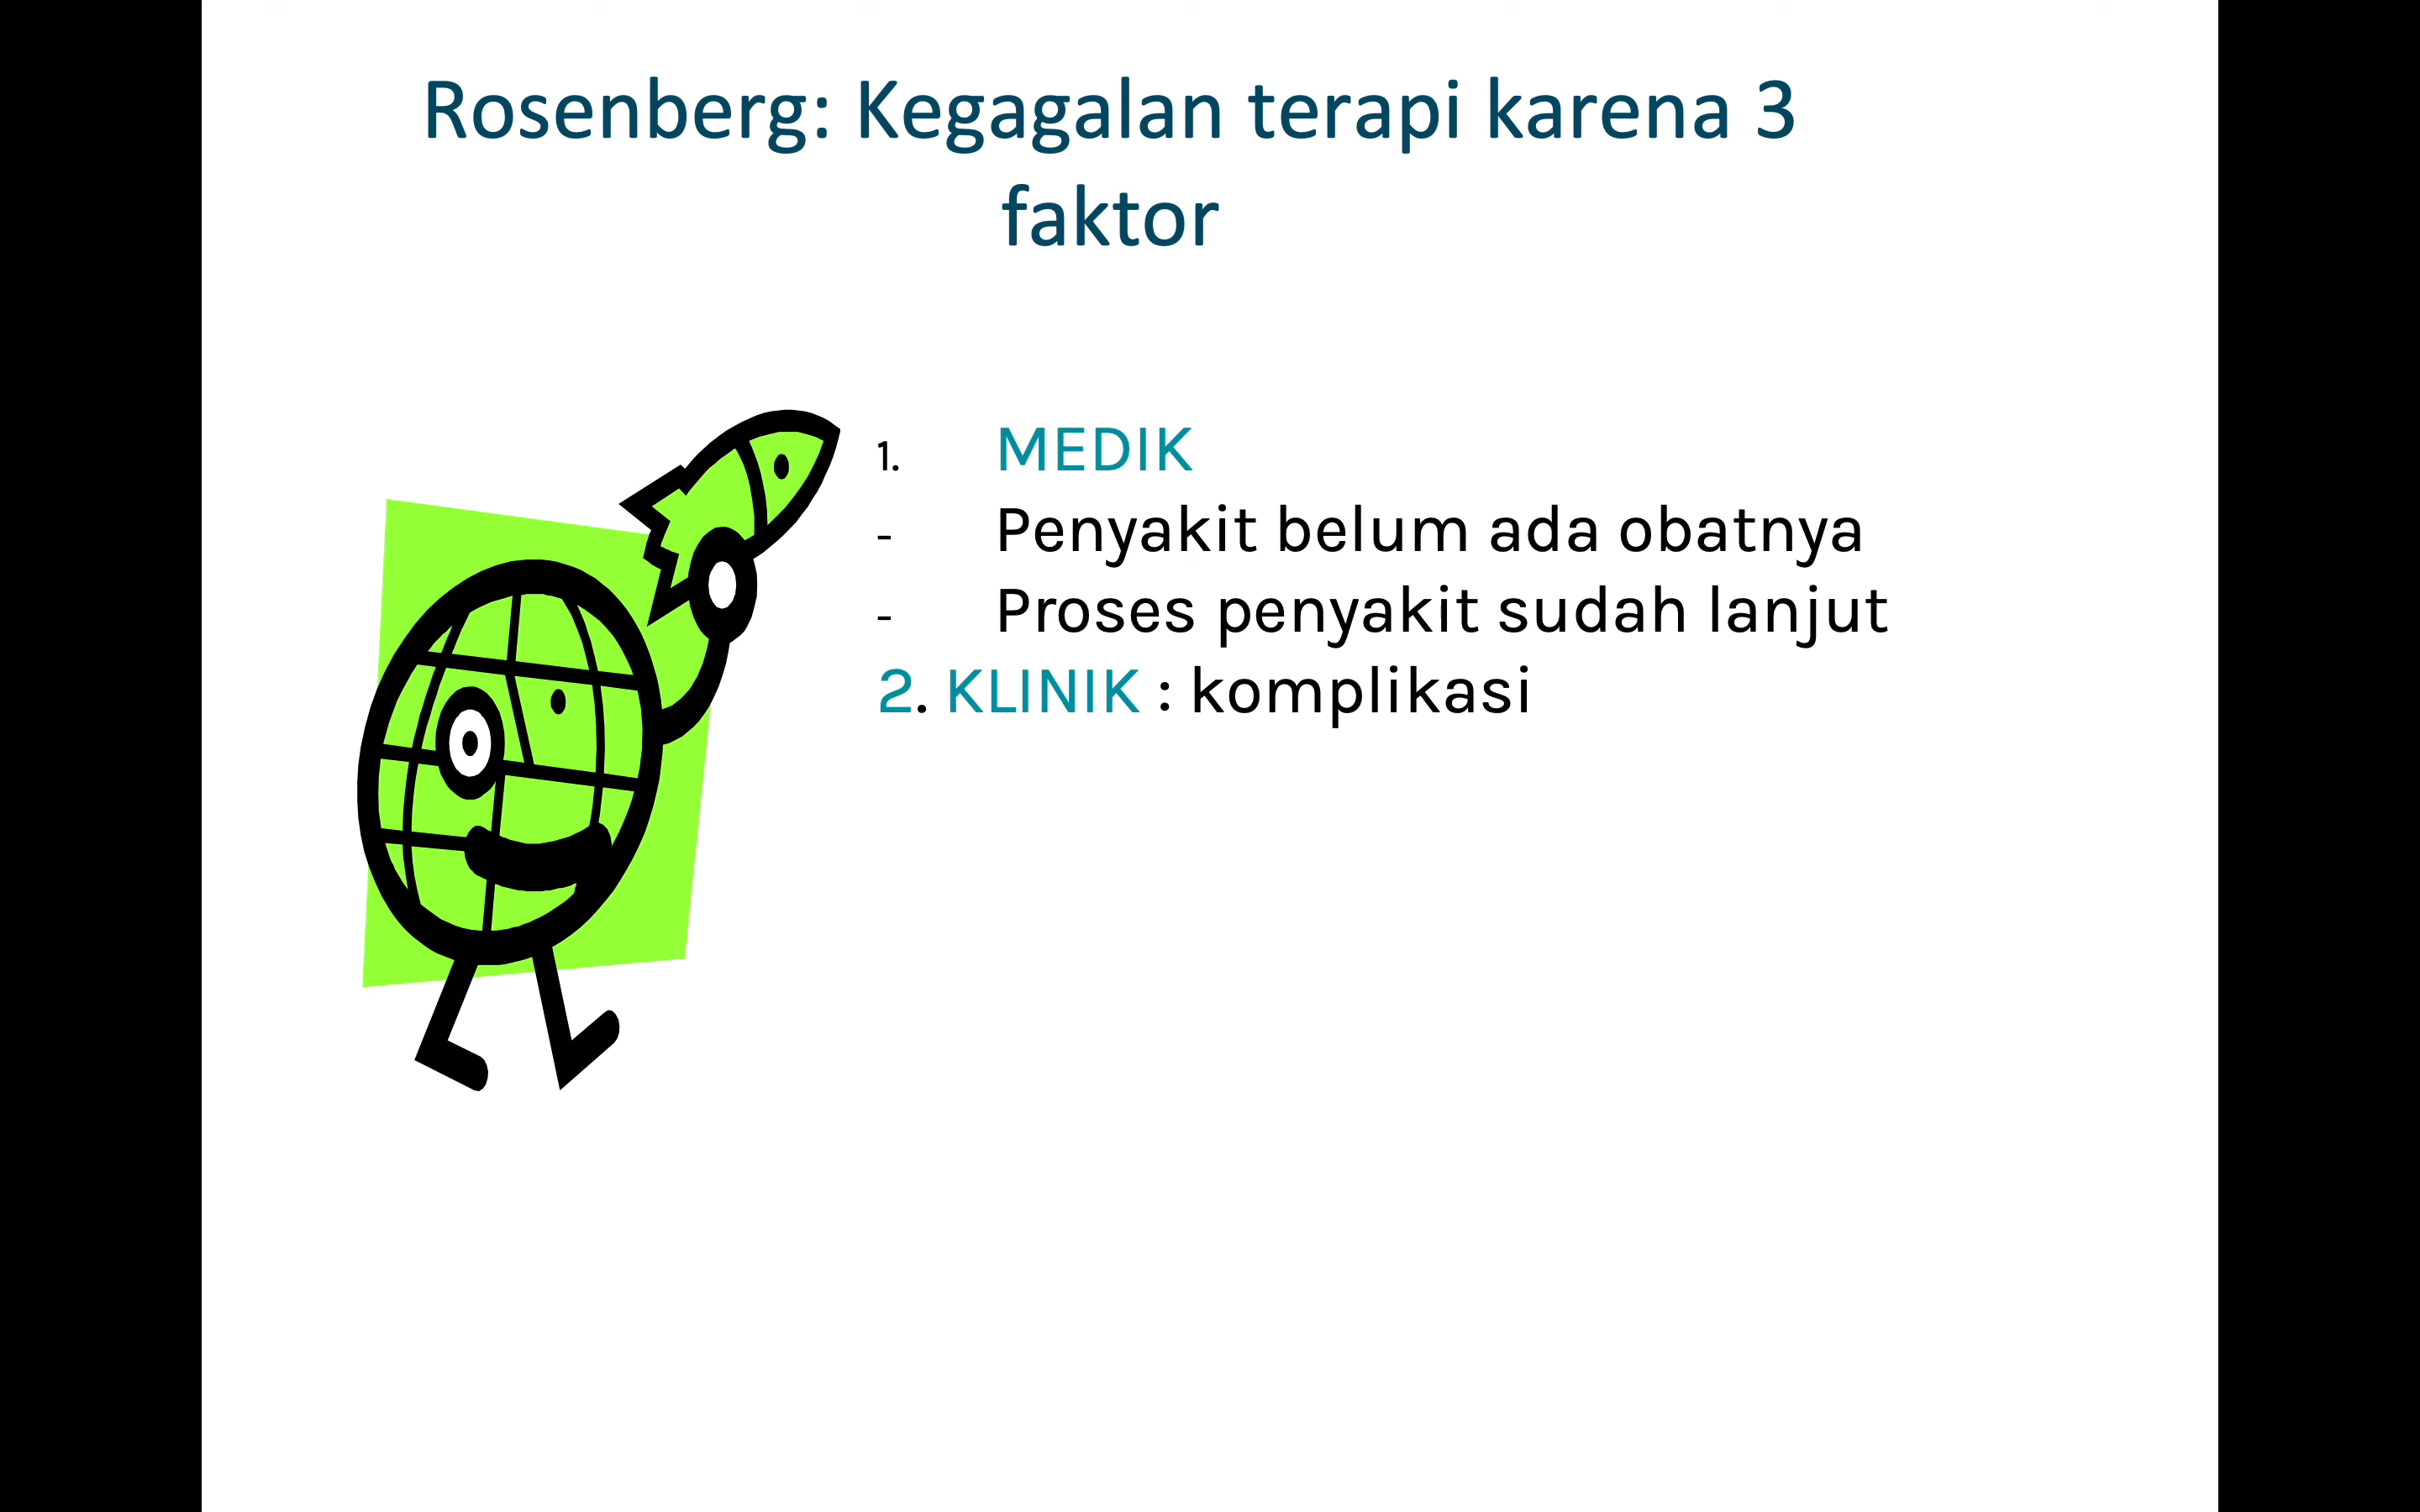 Rosenberg: Kegagalan terapi karena 3
faktor
1. MEDIK
- Penyakit belum ada obatnya
- Proses penyakit sudah lanjut
2. KLINIK : komplikasi